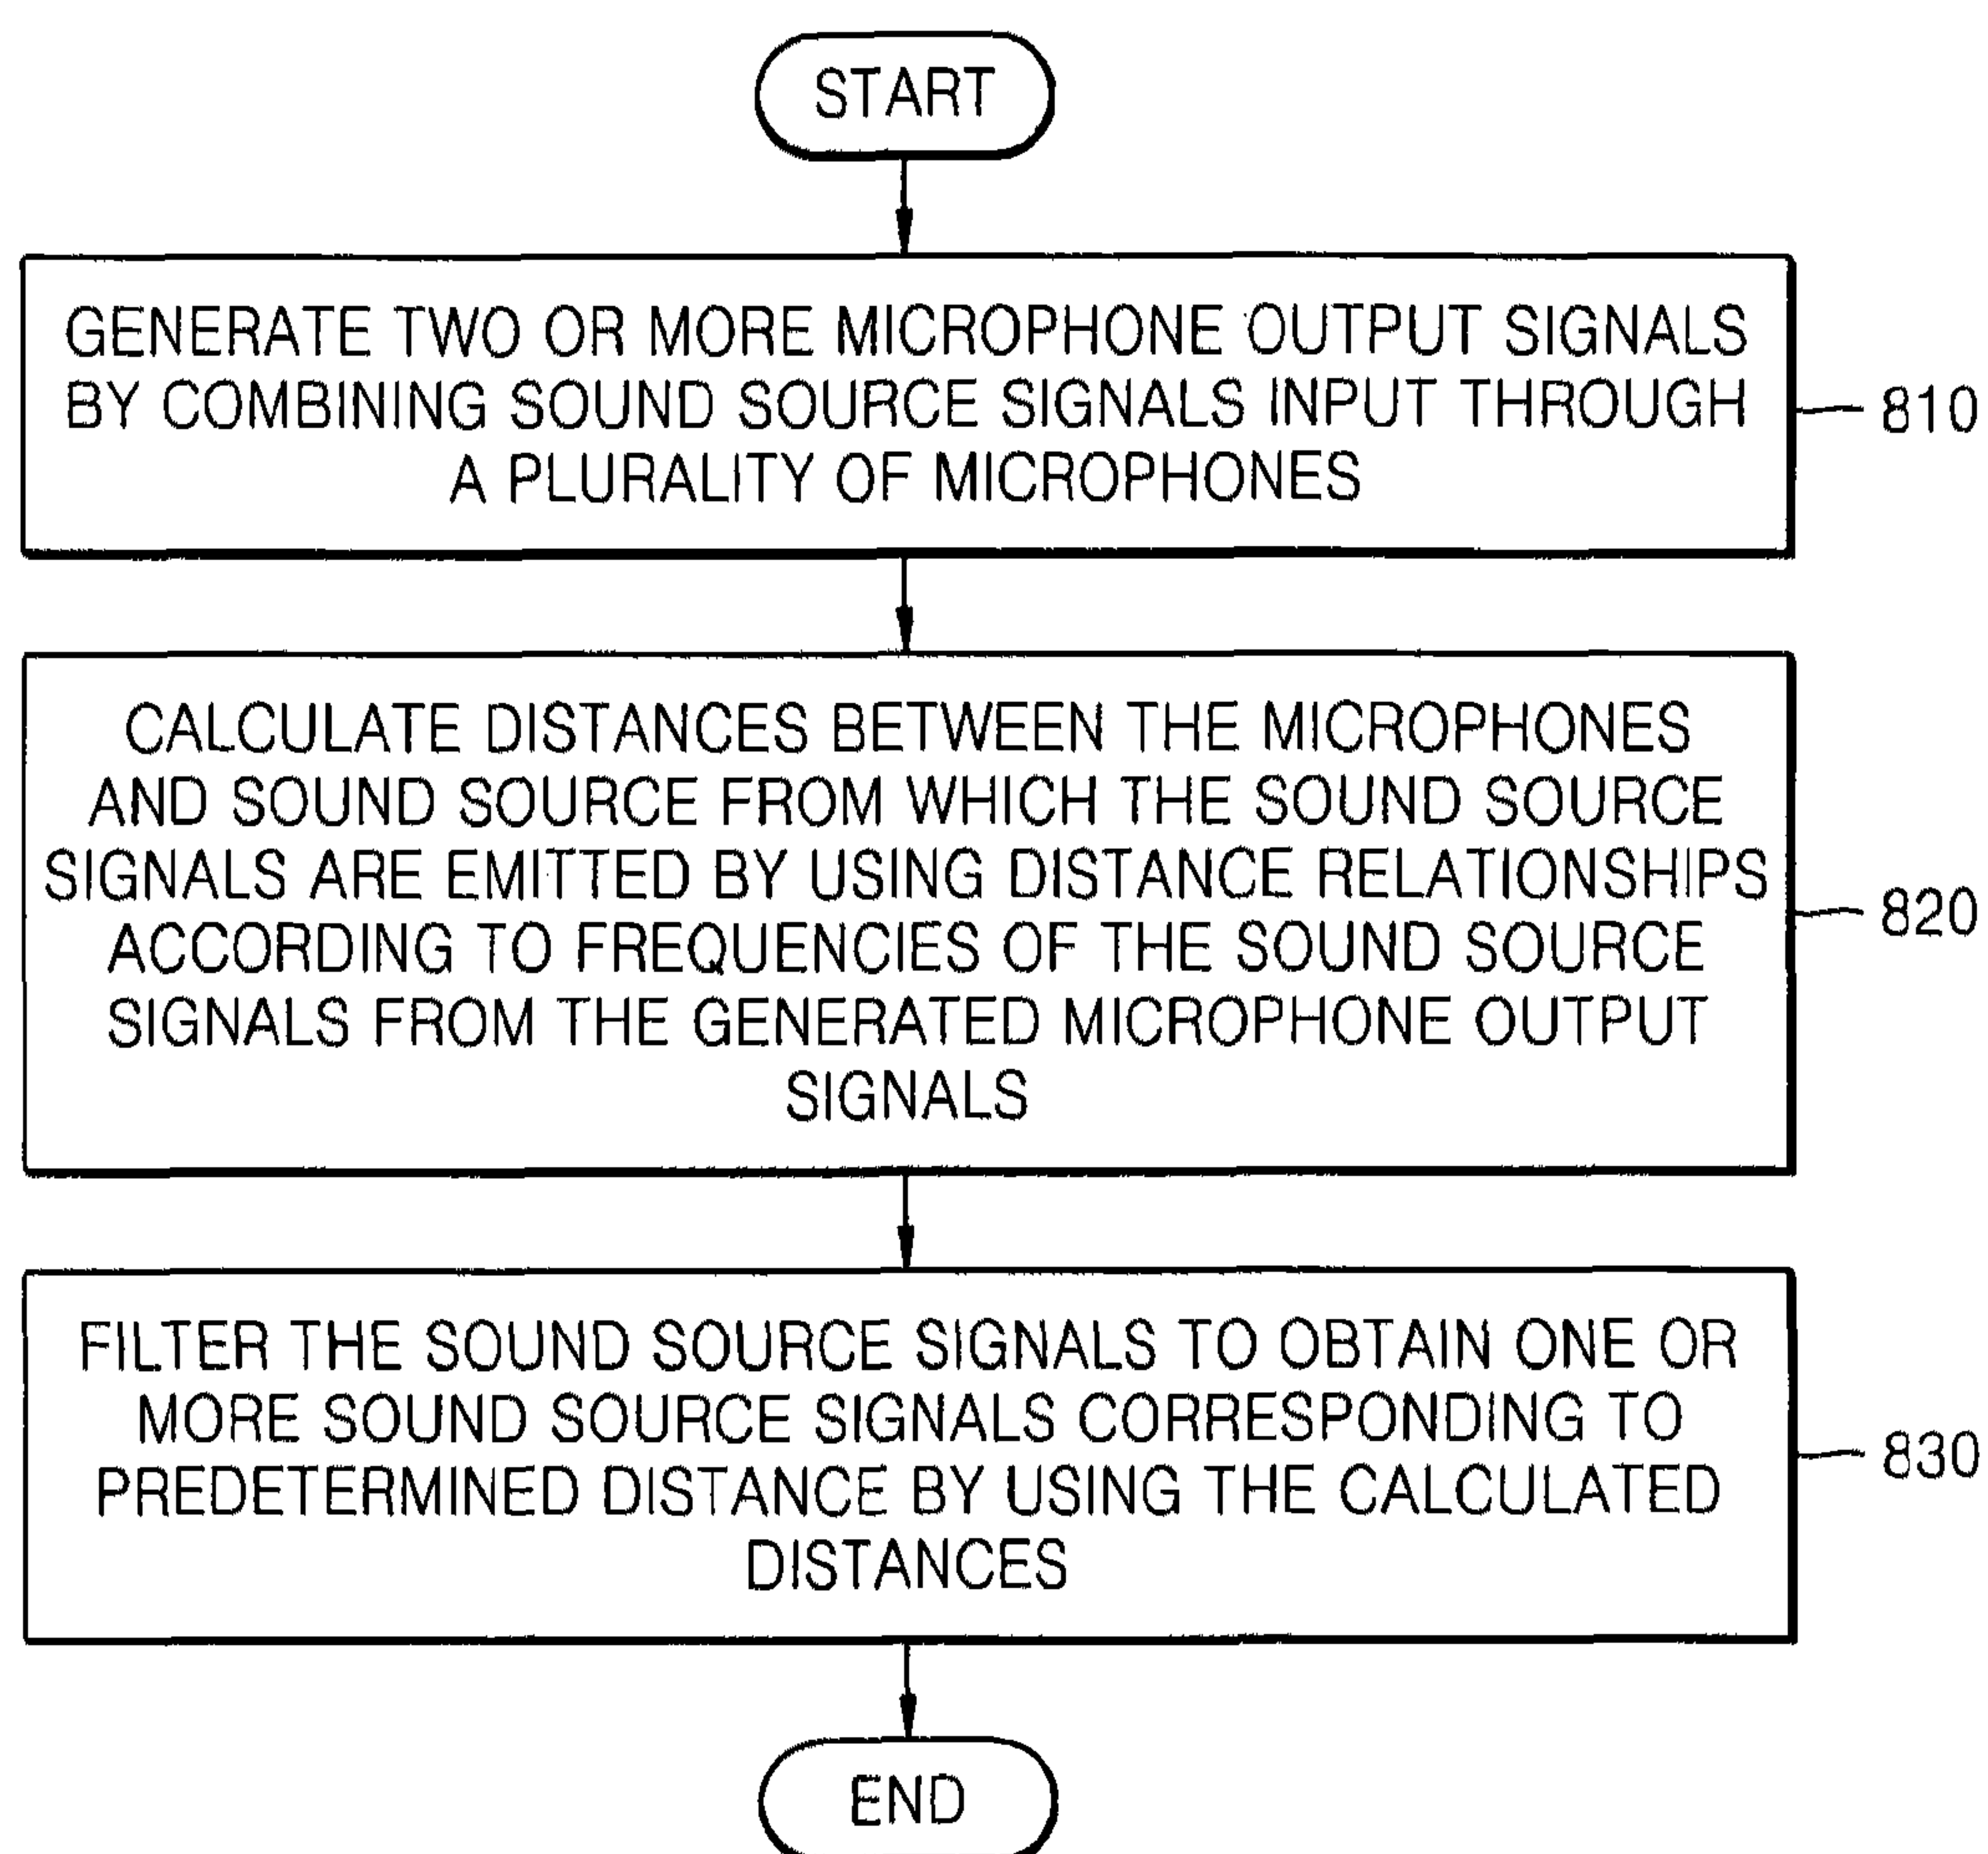 START
GENERATE TWO OR MORE MICROPHONE OUTPUT SIGNALS
BY COMBINING SOUND SOURCE SIGNALS INPUT THROUGH
A PLURALITY OF MICROPHONES
810
CALCULATE DISTANCES BETWEEN THE MICROPHONES
AND SOUND SOURCE FROM WHICH THE SOUND SOURCE
SIGNALS ARE EMITTED BY USING DISTANCE RELATIONSHIPS
ACCORDING TO FREQUENCIES OF THE SOUND SOURCE
SIGNALS FROM THE GENERATED MICROPHONE OUTPUT
SIGNALS
820
FILTER THE SOUND SOURCE SIGNALS TO OBTAIN ONE OR
MORE SOUND SOURCE SIGNALS CORRESPONDING TO
PREDETERMINED DISTANCE BY USING THE CALCULATED
DISTANCES
830
END